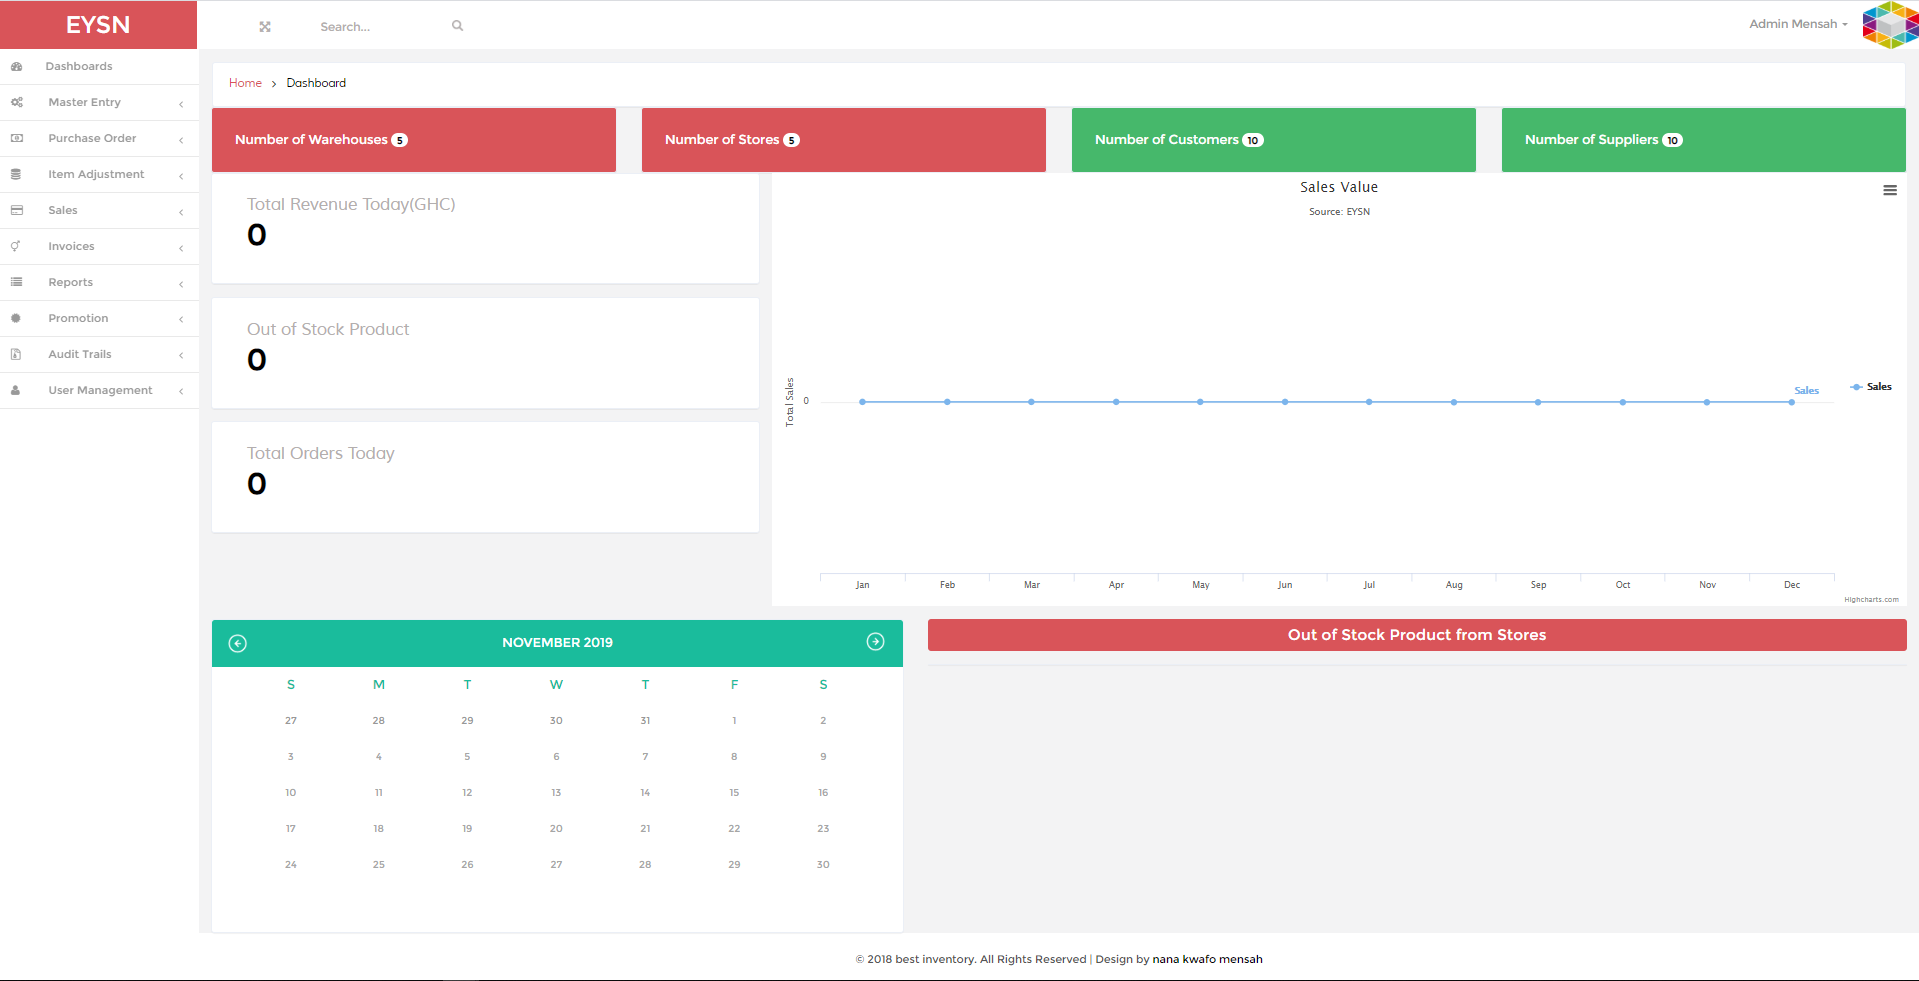 EYSN
Search...
Admin Mensah
Dashboards
Master Entry
Purchase Order
Item Adjustment
Sales
Invoices
Reports
Promotion
Audit Trails
User Management
Home > Dashboard
Number of Warehouses 5
Number of Stores 5
Number of Customers 10
Number of Suppliers 10
Total Revenue Today(GHC)
0
Out of Stock Product
0
Total Orders Today
0
Sales Value
Source: EYSN
Total Sales
0
Sales
Sales
Jan Feb Mar Apr May Jun Jul Aug Sep Oct Nov Dec
Highcharts.com
NOVEMBER 2019
S M T W T F S
27 28 29 30 31 1 2
3 4 5 6 7 8 9
10 11 12 13 14 15 16
17 18 19 20 21 22 23
24 25 26 27 28 29 30
Out of Stock Product from Stores
© 2018 best inventory. All Rights Reserved | Design by nana kwafo mensah